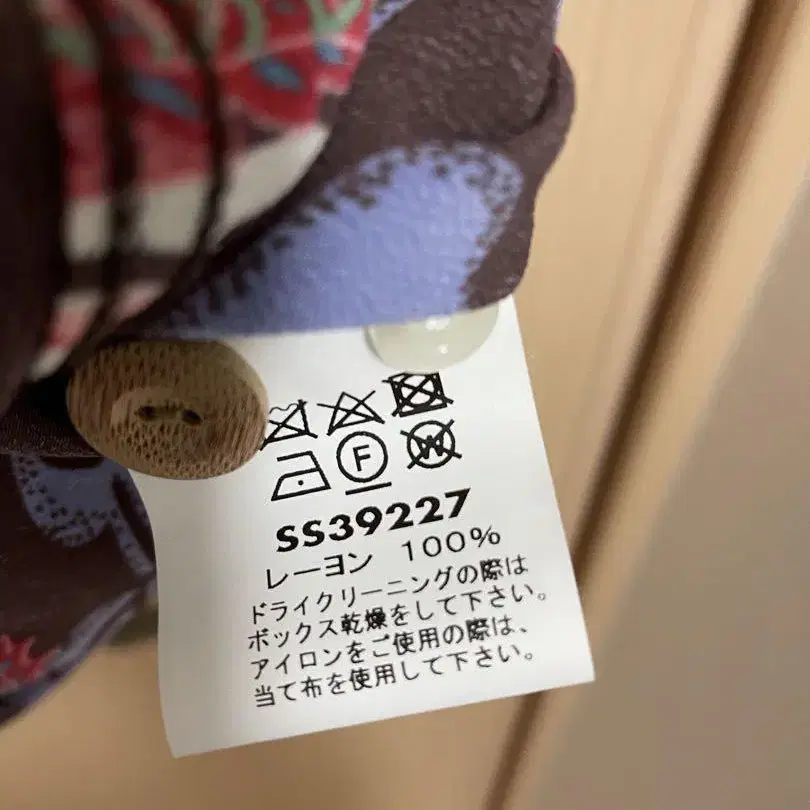 F W
SS39227
レーヨン 100%
ドライクリーニングの際は
ボックス乾燥をして下さい。
アイロンをご使用の際は、
当て布を使用して下さい。